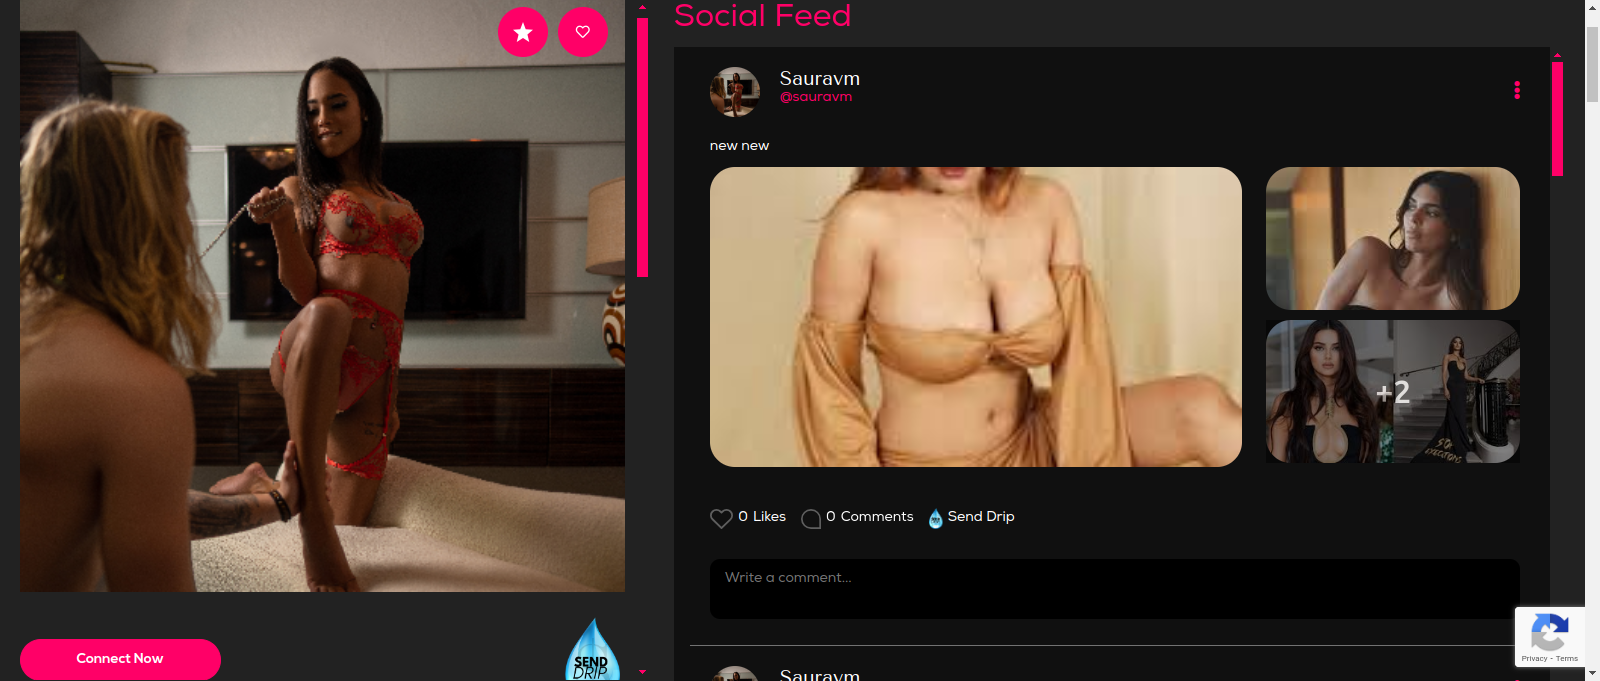 Social Feed
Sauravm
@sauravm
new new
+2
0 Likes
0 Comments
Send Drip
Write a comment...
Connect Now
SEND
DRIP
Privacy - Terms
Sauravm